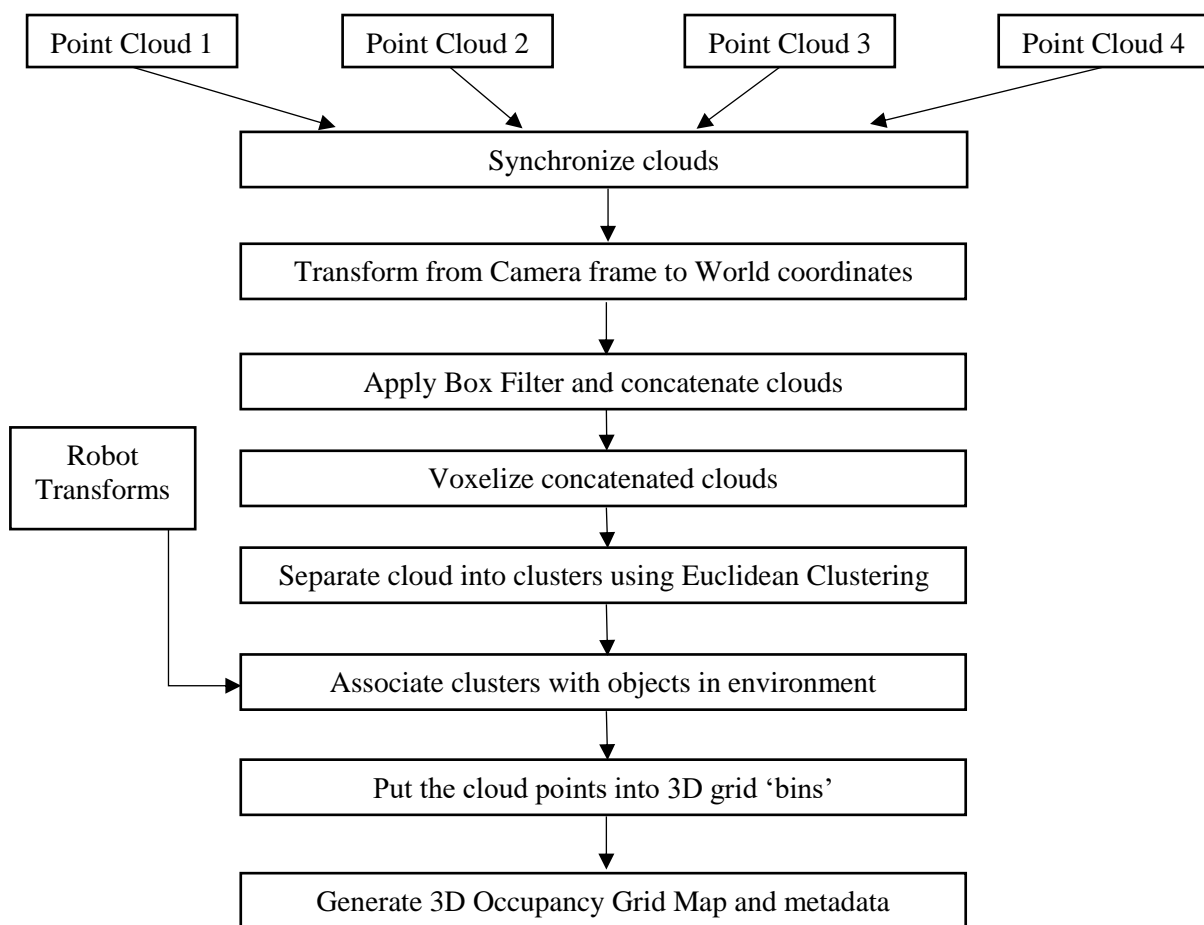 Point Cloud 1
Point Cloud 2
Point Cloud 3
Point Cloud 4
Synchronize clouds
Transform from Camera frame to World coordinates
Apply Box Filter and concatenate clouds
Robot
Transforms
Voxelize concatenated clouds
Separate cloud into clusters using Euclidean Clustering
Associate clusters with objects in environment
Put the cloud points into 3D grid ‘bins’
Generate 3D Occupancy Grid Map and metadata